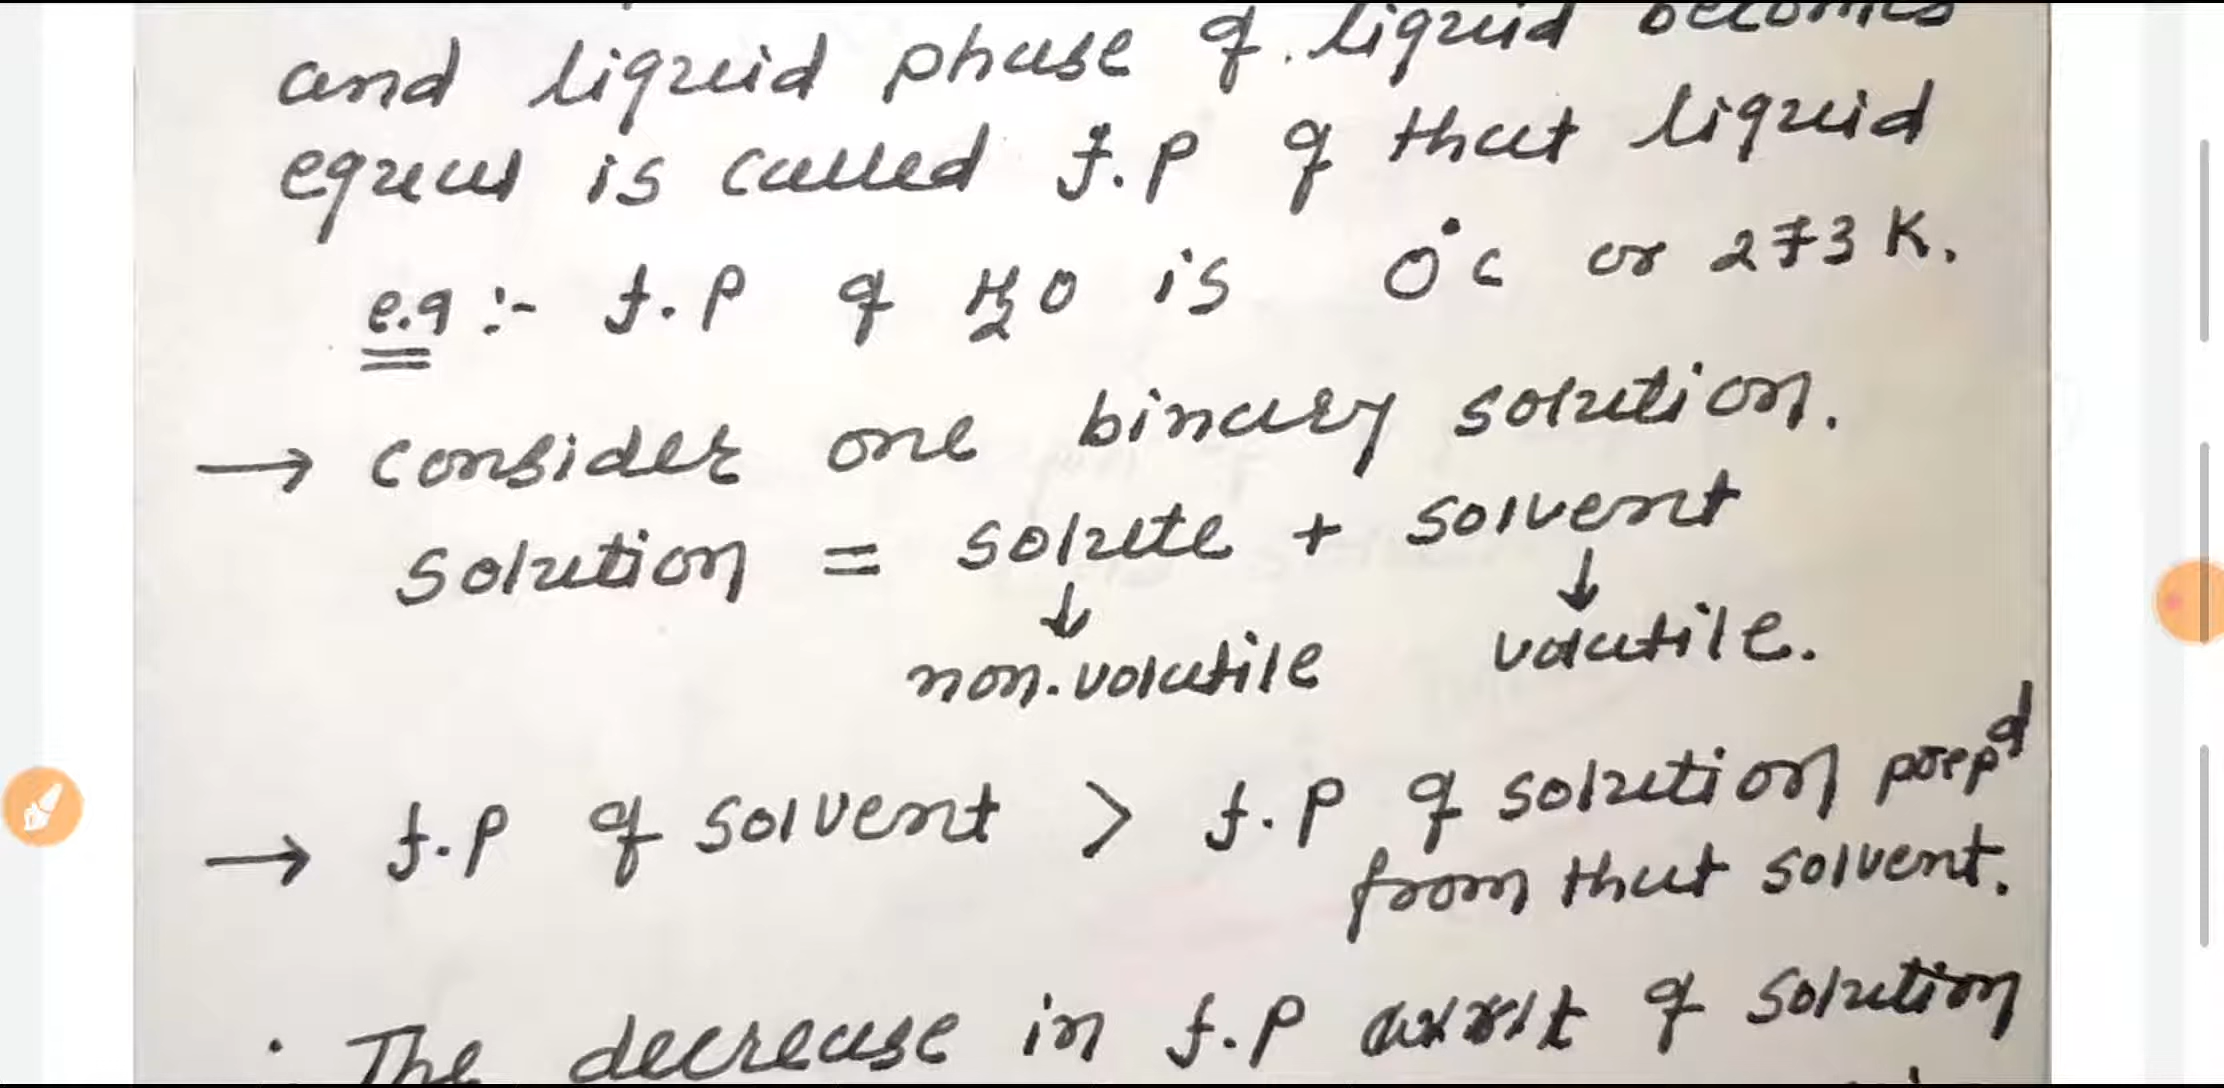 and liquid phase of liquid becomes
equal is called f.p of that liquid
e.g :- f.p of H2O is 0°C or 273 K.
→ consider one binary solution.
solution = solute + solvent
↓ ↓
non-volatile volatile.
→ f.p of solvent > f.p of solution prepd
from that solvent.
. The decrease in f.p of solution